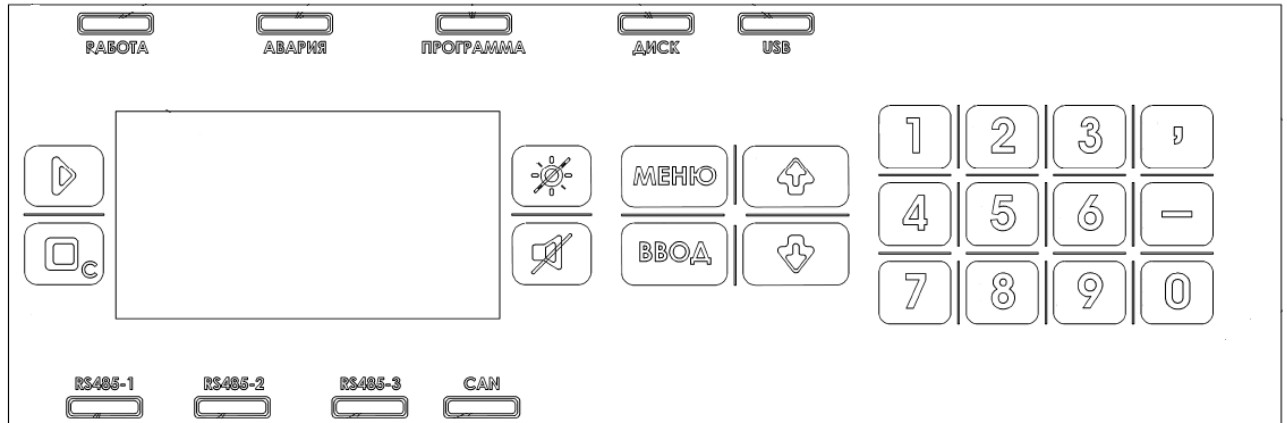 RАБОТА АВАРИЯ ПРОГРАММА ДИСК USB
1 2 3 ,
МЕНЮ
4 5 6 —
C ВВОД
7 8 9 0
RS485-1 RS485-2 RS485-3 CAN